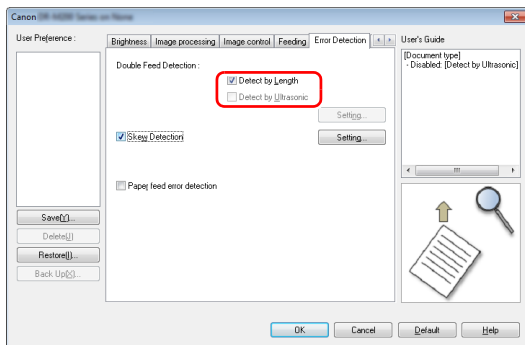 Canon
User Preference :
Brightness Image processing Image control Feeding Error Detection
User's Guide
[Document type]
- Disabled: [Detect by Ultrasonic]
Double Feed Detection :
Detect by Length
Detect by Ultrasonic
Setting...
Skew Detection
Setting...
Paper feed error detection
Save(Y)...
Delete(J)
Restore(I)...
Back Up(X)...
OK Cancel Default Help